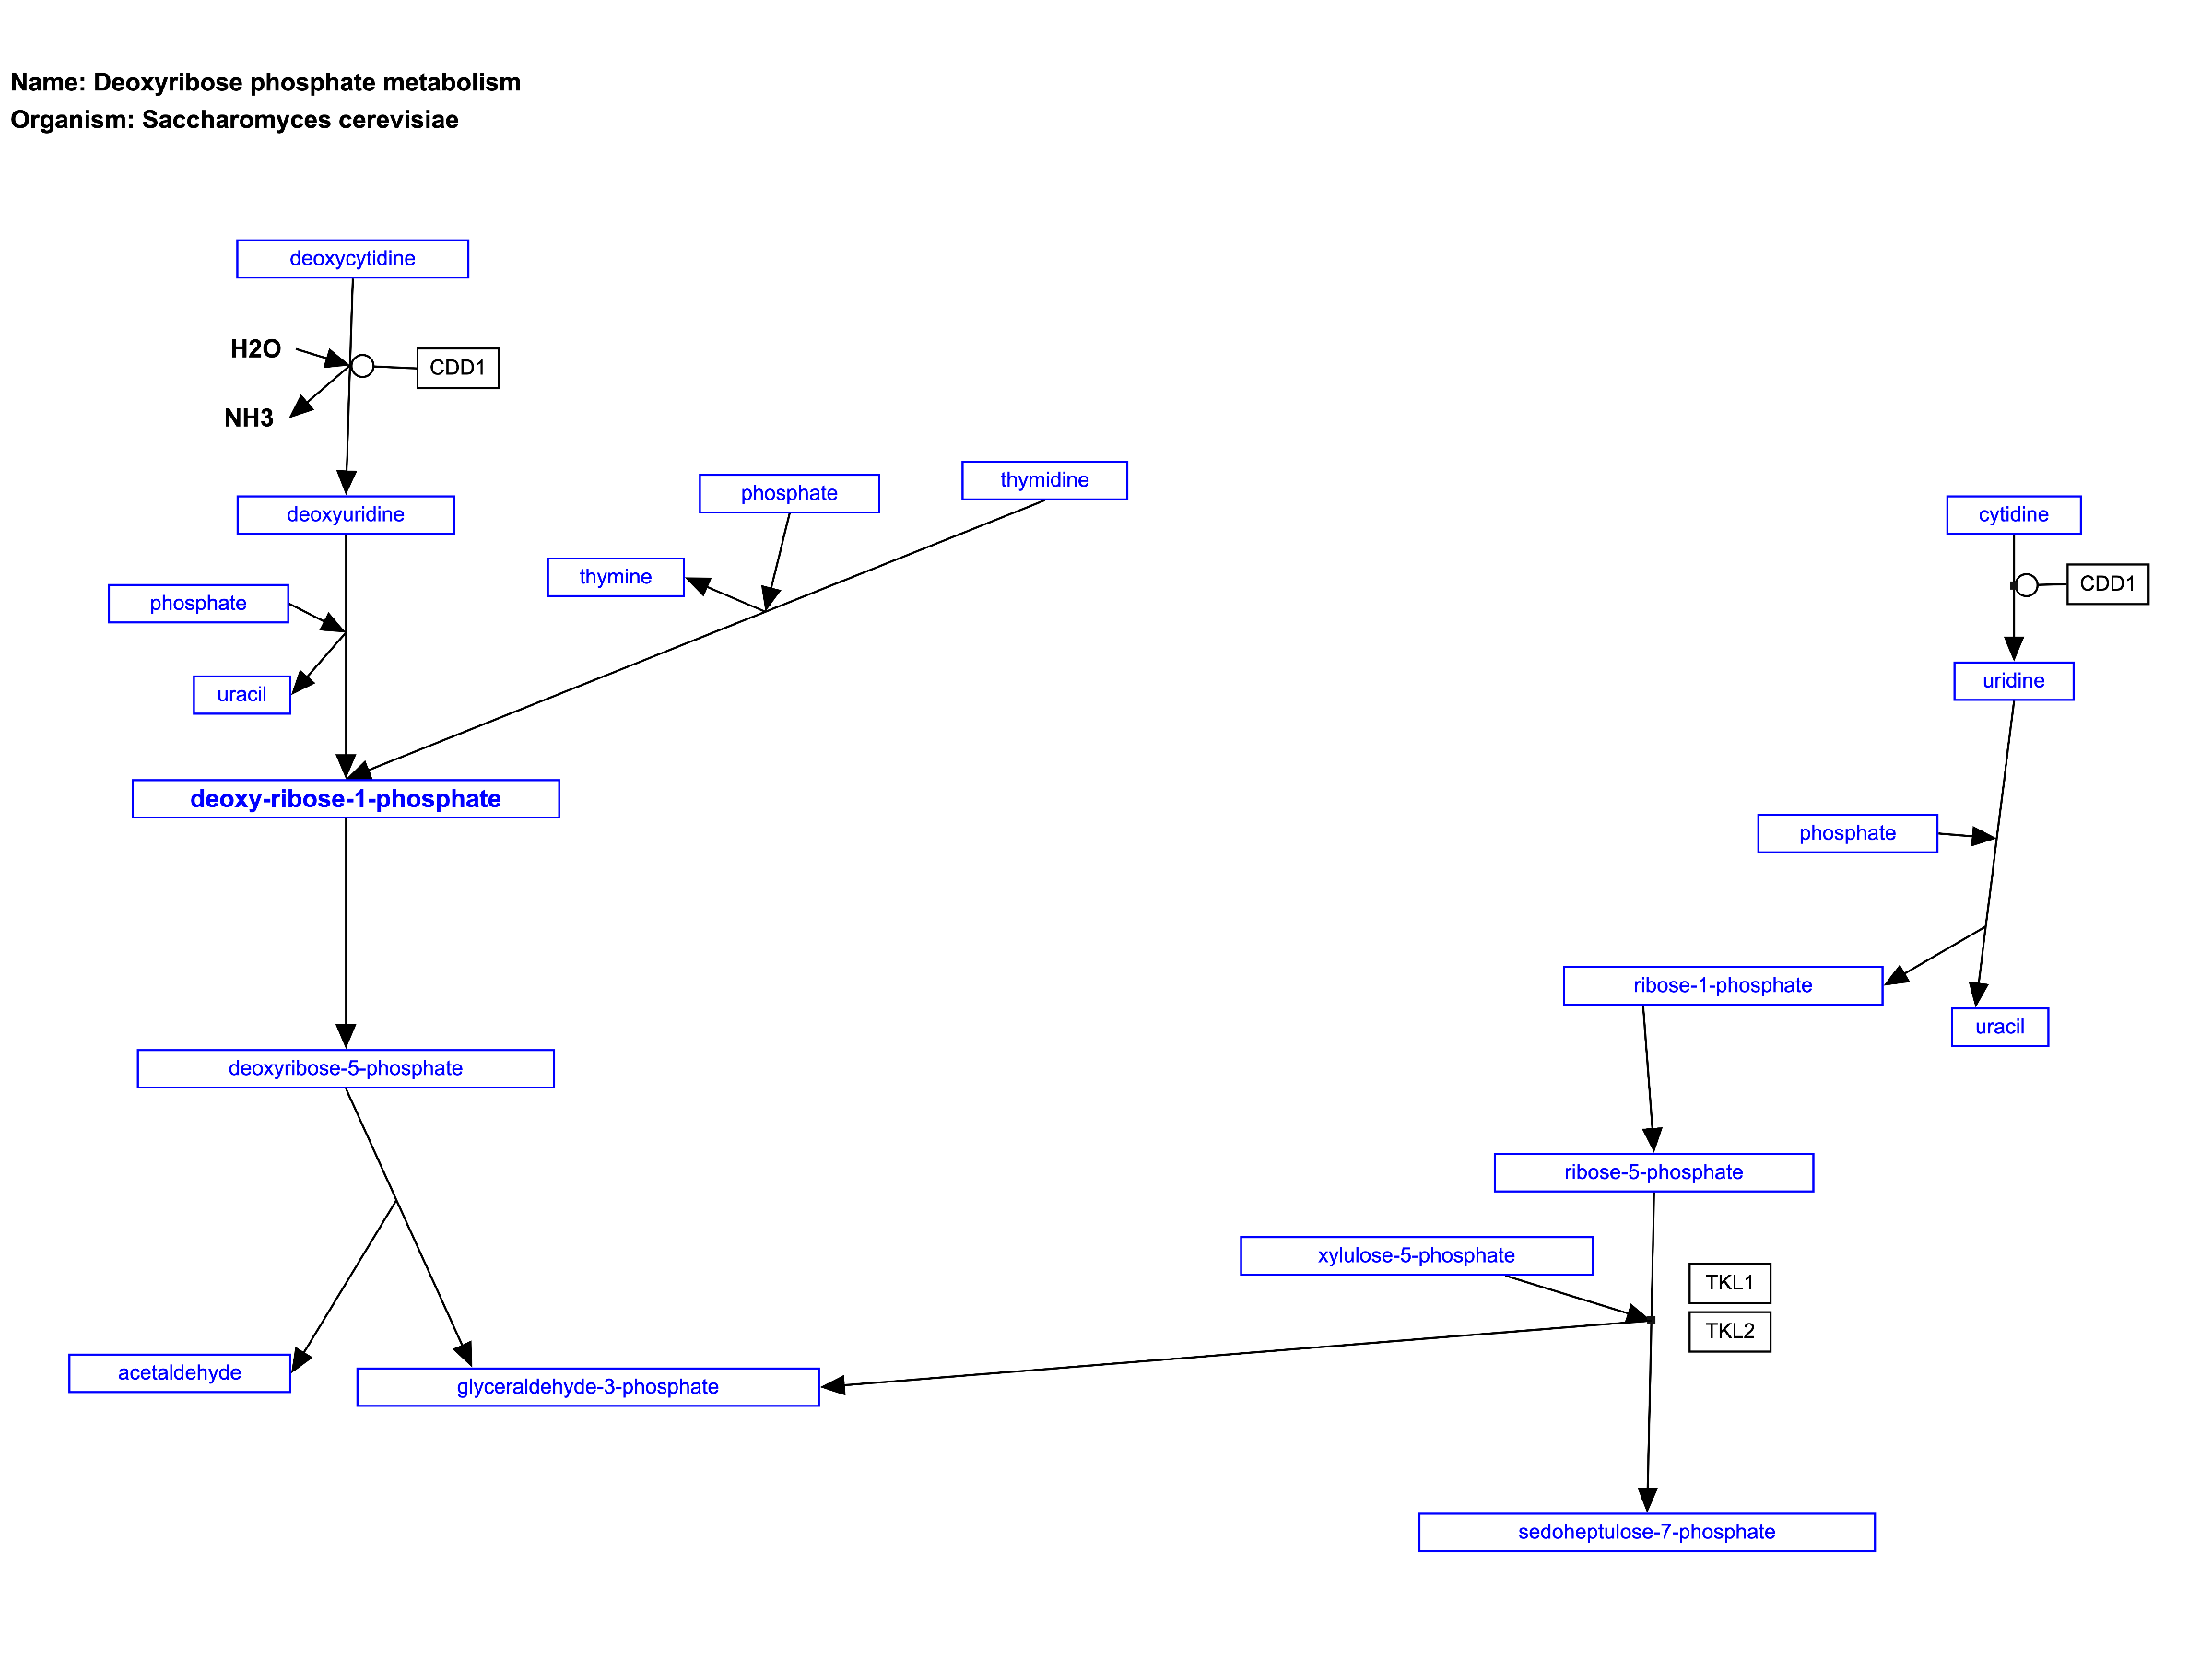 Name: Deoxyribose phosphate metabolism
Organism: Saccharomyces cerevisiae
deoxycytidine
H2O
CDD1
NH3
thymidine
phosphate
deoxyuridine
cytidine
thymine
CDD1
phosphate
uridine
uracil
deoxy-ribose-1-phosphate
phosphate
ribose-1-phosphate
uracil
deoxyribose-5-phosphate
ribose-5-phosphate
xylulose-5-phosphate
TKL1
TKL2
acetaldehyde
glyceraldehyde-3-phosphate
sedoheptulose-7-phosphate